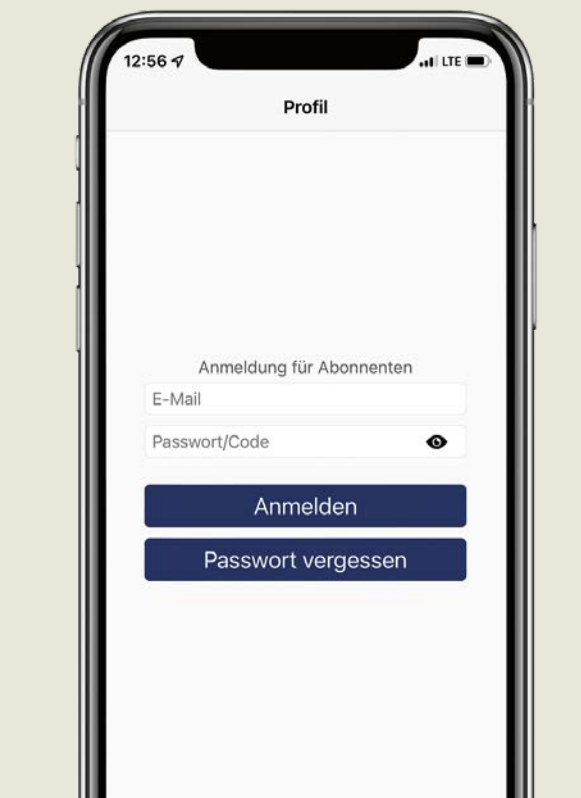 12:56
LTE
Profil
Anmeldung für Abonnenten
E-Mail
Passwort/Code
Anmelden
Passwort vergessen